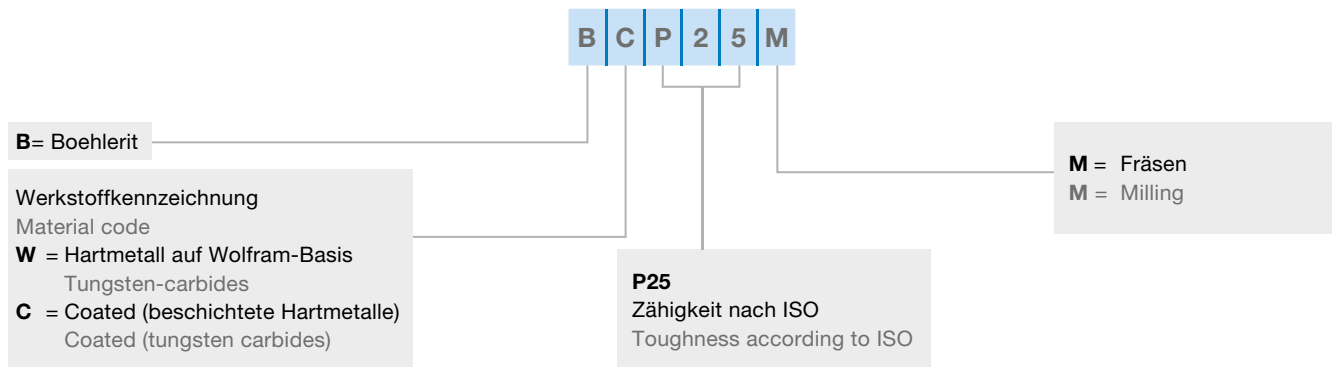 B C P 2 5 M
B= Boehlerit
Werkstoffkennzeichnung
Material code
W = Hartmetall auf Wolfram-Basis
Tungsten-carbides
C = Coated (beschichtete Hartmetalle)
Coated (tungsten carbides)
P25
Zähigkeit nach ISO
Toughness according to ISO
M = Fräsen
M = Milling